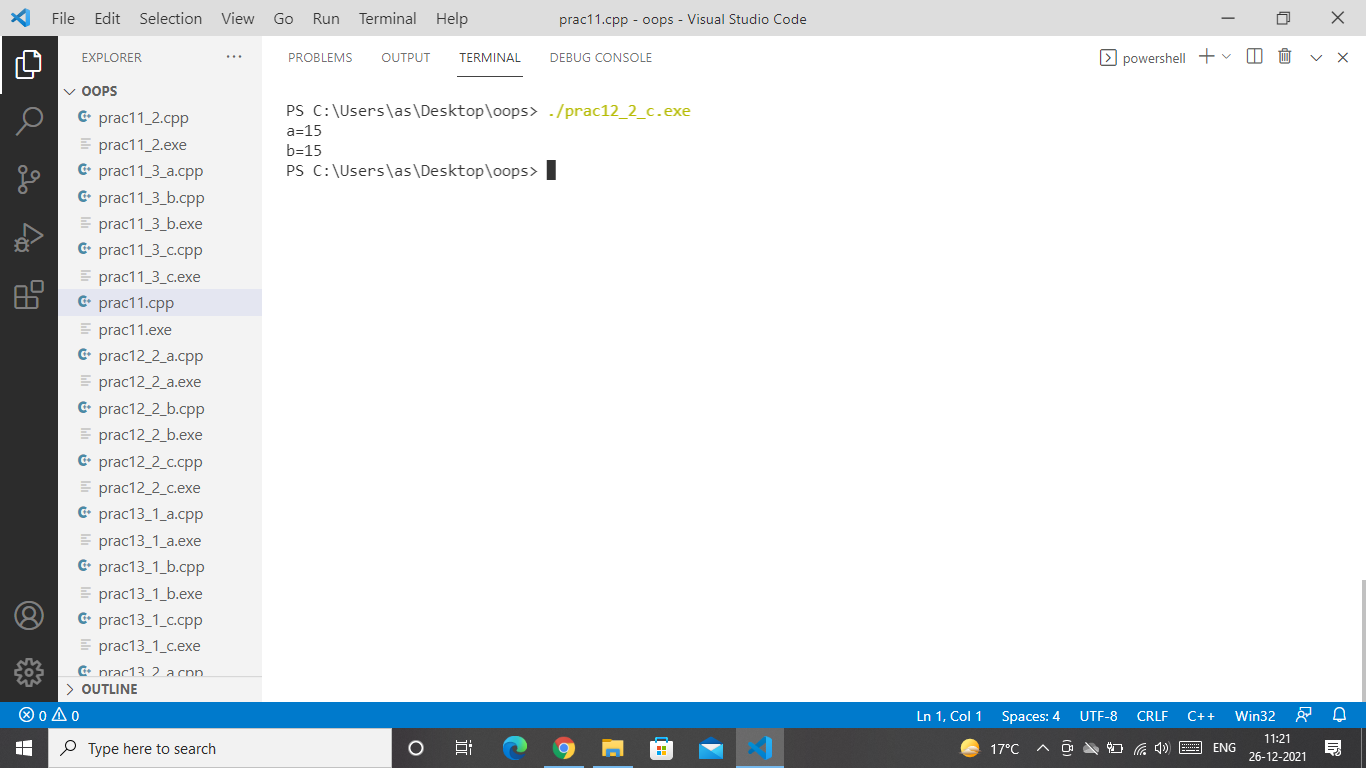 File Edit Selection View Go Run Terminal Help prac11.cpp - oops - Visual Studio Code
EXPLORER ···
OOPS
prac11_2.cpp
prac11_2.exe
prac11_3_a.cpp
prac11_3_b.cpp
prac11_3_b.exe
prac11_3_c.cpp
prac11_3_c.exe
prac11.cpp
prac11.exe
prac12_2_a.cpp
prac12_2_a.exe
prac12_2_b.cpp
prac12_2_b.exe
prac12_2_c.cpp
prac12_2_c.exe
prac13_1_a.cpp
prac13_1_a.exe
prac13_1_b.cpp
prac13_1_b.exe
prac13_1_c.cpp
prac13_1_c.exe
prac13_2_a.cpp
OUTLINE
PROBLEMS OUTPUT TERMINAL DEBUG CONSOLE powershell
PS C:\Users\as\Desktop\oops> ./prac12_2_c.exe
a=15
b=15
PS C:\Users\as\Desktop\oops>
0 0 Ln 1, Col 1 Spaces: 4 UTF-8 CRLF C++ Win32
Type here to search 17°C ENG 11:21
26-12-2021